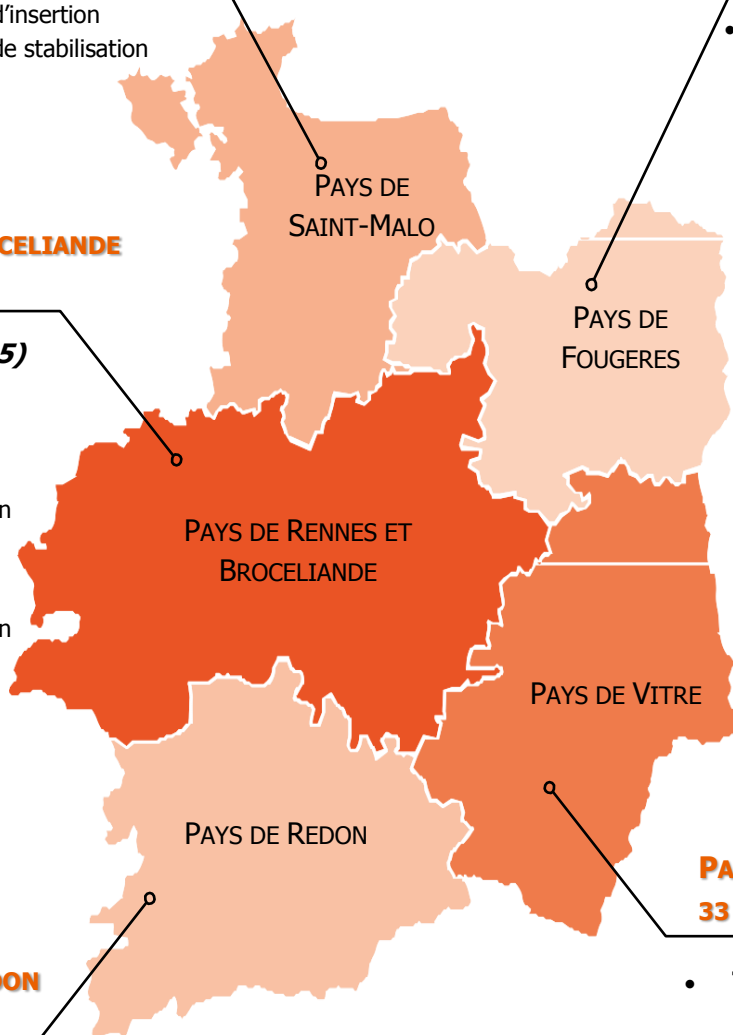 d’insertion
de stabilisation
PAYS DE
SAINT-MALO
CELIANDE
PAYS DE
FOUGERES
5)
n
PAYS DE RENNES ET
BROCELIANDE
n
PAYS DE VITRE
PAYS DE REDON
PA
33
DON